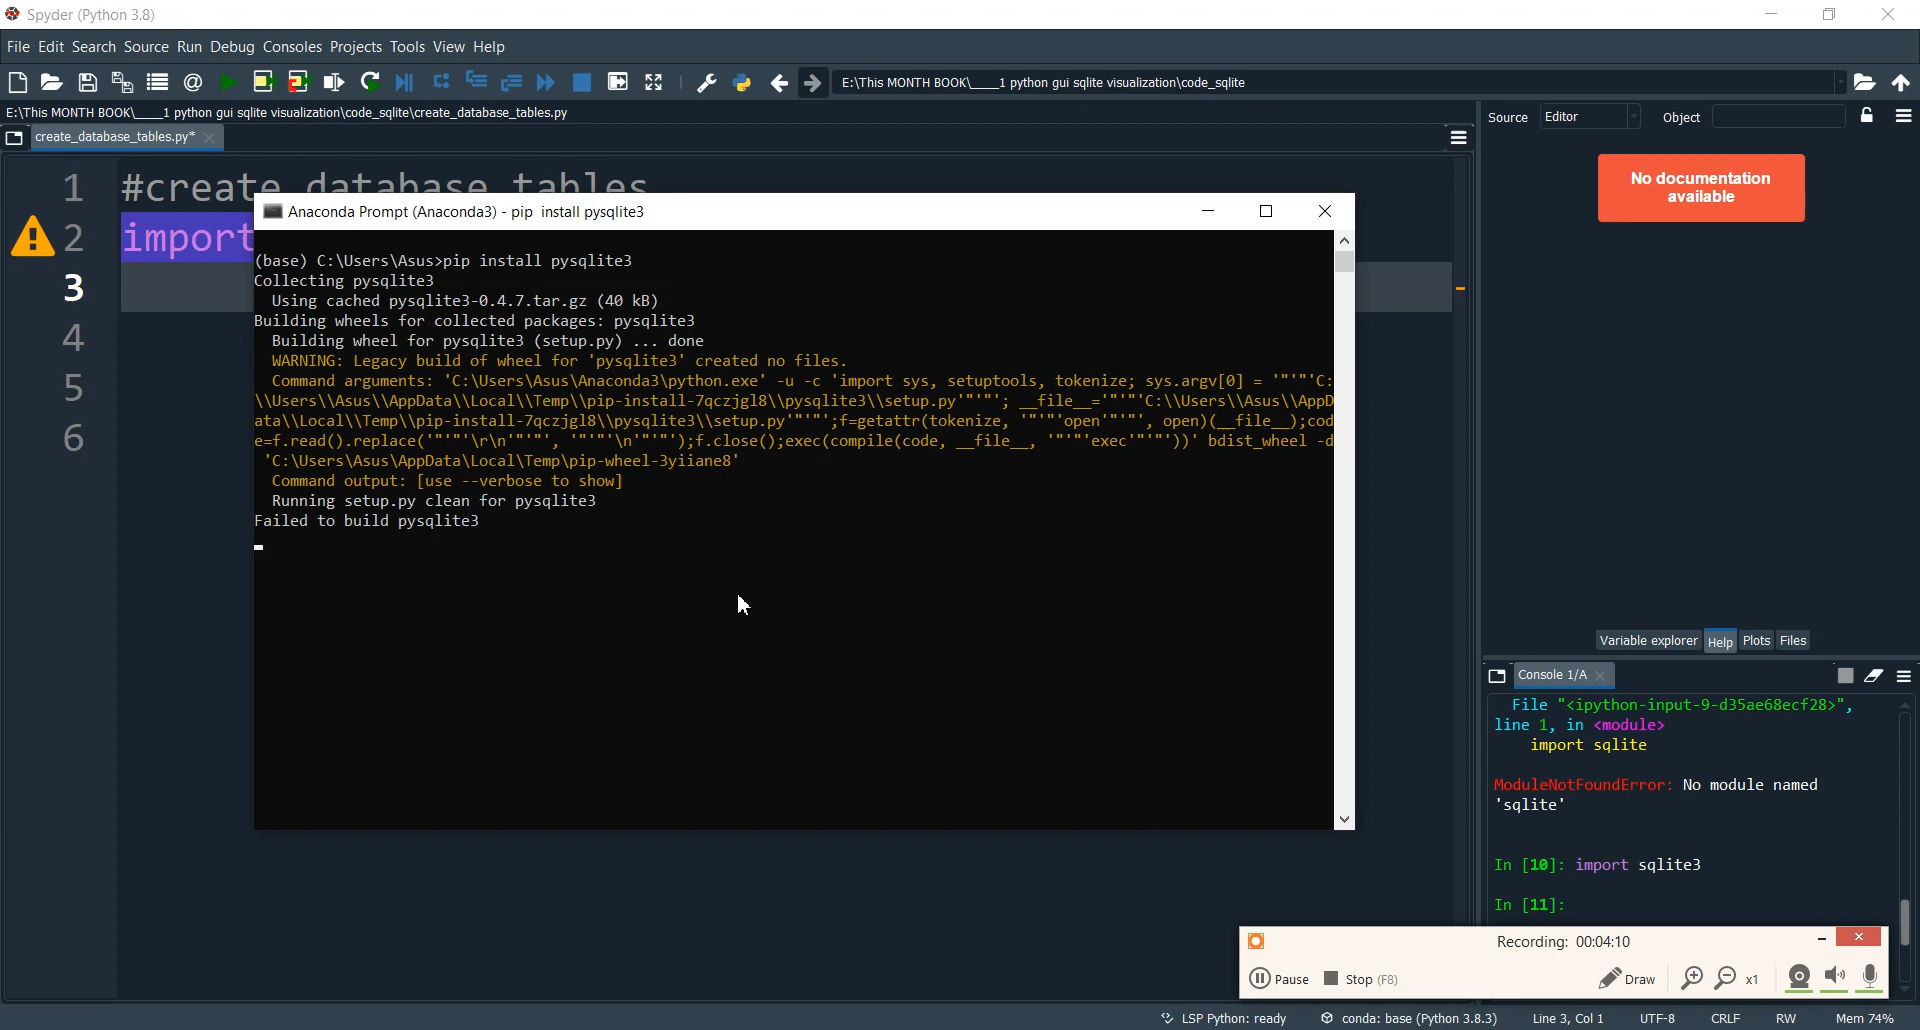 Spyder (Python 3.8)
File Edit Search Source Run Debug Consoles Projects Tools View Help
E:\This MONTH BOOK\____1 python gui sqlite visualization\code_sqlite
E:\This MONTH BOOK\____1 python gui sqlite visualization\code_sqlite\create_database_tables.py
create_database_tables.py*
Source Editor Object
No documentation
available
1 #create database tables
2 import
3
4
5
6
Anaconda Prompt (Anaconda3) - pip install pysqlite3
(base) C:\Users\Asus>pip install pysqlite3
Collecting pysqlite3
Using cached pysqlite3-0.4.7.tar.gz (40 kB)
Building wheels for collected packages: pysqlite3
Building wheel for pysqlite3 (setup.py) ... done
WARNING: Legacy build of wheel for 'pysqlite3' created no files.
Command arguments: 'C:\Users\Asus\Anaconda3\python.exe' -u -c 'import sys, setuptools, tokenize; sys.argv[0] = '"'"'C:
\\Users\\Asus\\AppData\\Local\\Temp\\pip-install-7qczjgl8\\pysqlite3\\setup.py'"'"'; __file__='"'"'C:\\Users\\Asus\\AppD
ata\\Local\\Temp\\pip-install-7qczjgl8\\pysqlite3\\setup.py'"'"';f=getattr(tokenize, '"'"'open'"'"', open)(__file__);cod
e=f.read().replace('"'"'\r\n'"'"', '"'"'\n'"'"');f.close();exec(compile(code, __file__, '"'"'exec'"'"'))' bdist_wheel -d
'C:\Users\Asus\AppData\Local\Temp\pip-wheel-3yiiane8'
Command output: [use --verbose to show]
Running setup.py clean for pysqlite3
Failed to build pysqlite3
Variable explorer Help Plots Files
Console 1/A
File "<ipython-input-9-d35ae68ecf28>",
line 1, in <module>
import sqlite
ModuleNotFoundError: No module named
'sqlite'
In [10]: import sqlite3
In [11]:
Recording: 00:04:10
Pause Stop (F8) Draw x1
LSP Python: ready conda: base (Python 3.8.3) Line 3, Col 1 UTF-8 CRLF RW Mem 74%